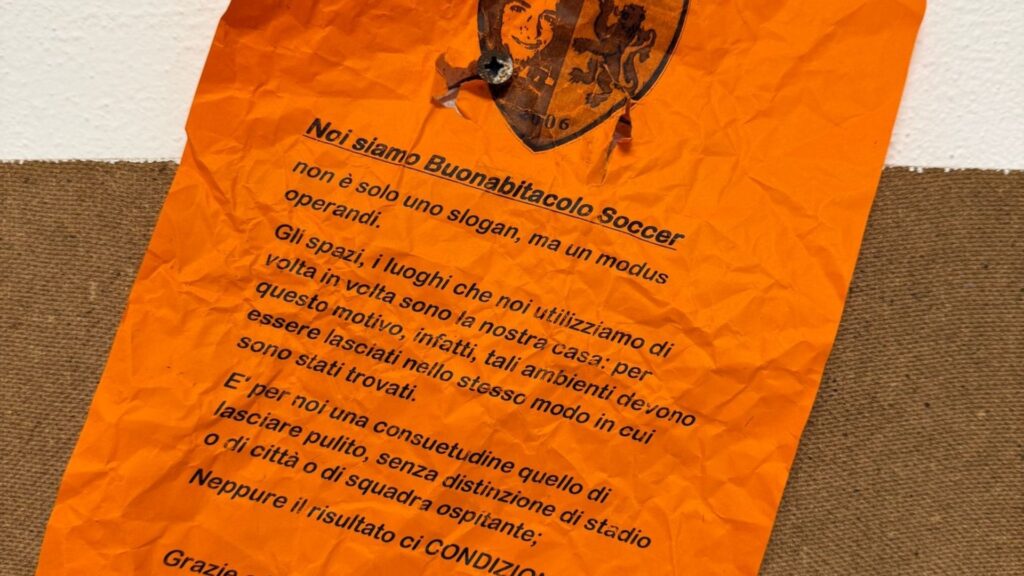 06
Noi siamo Buonabitacolo Soccer
non è solo uno slogan, ma un modus
operandi.
Gli spazi, i luoghi che noi utilizziamo di
volta in volta sono la nostra casa: per
questo motivo, infatti, tali ambienti devono
essere lasciati nello stesso modo in cui
sono stati trovati.
E' per noi una consuetudine quello di
lasciare pulito, senza distinzione di stadio
o di città o di squadra ospitante;
Neppure il risultato ci
Grazie